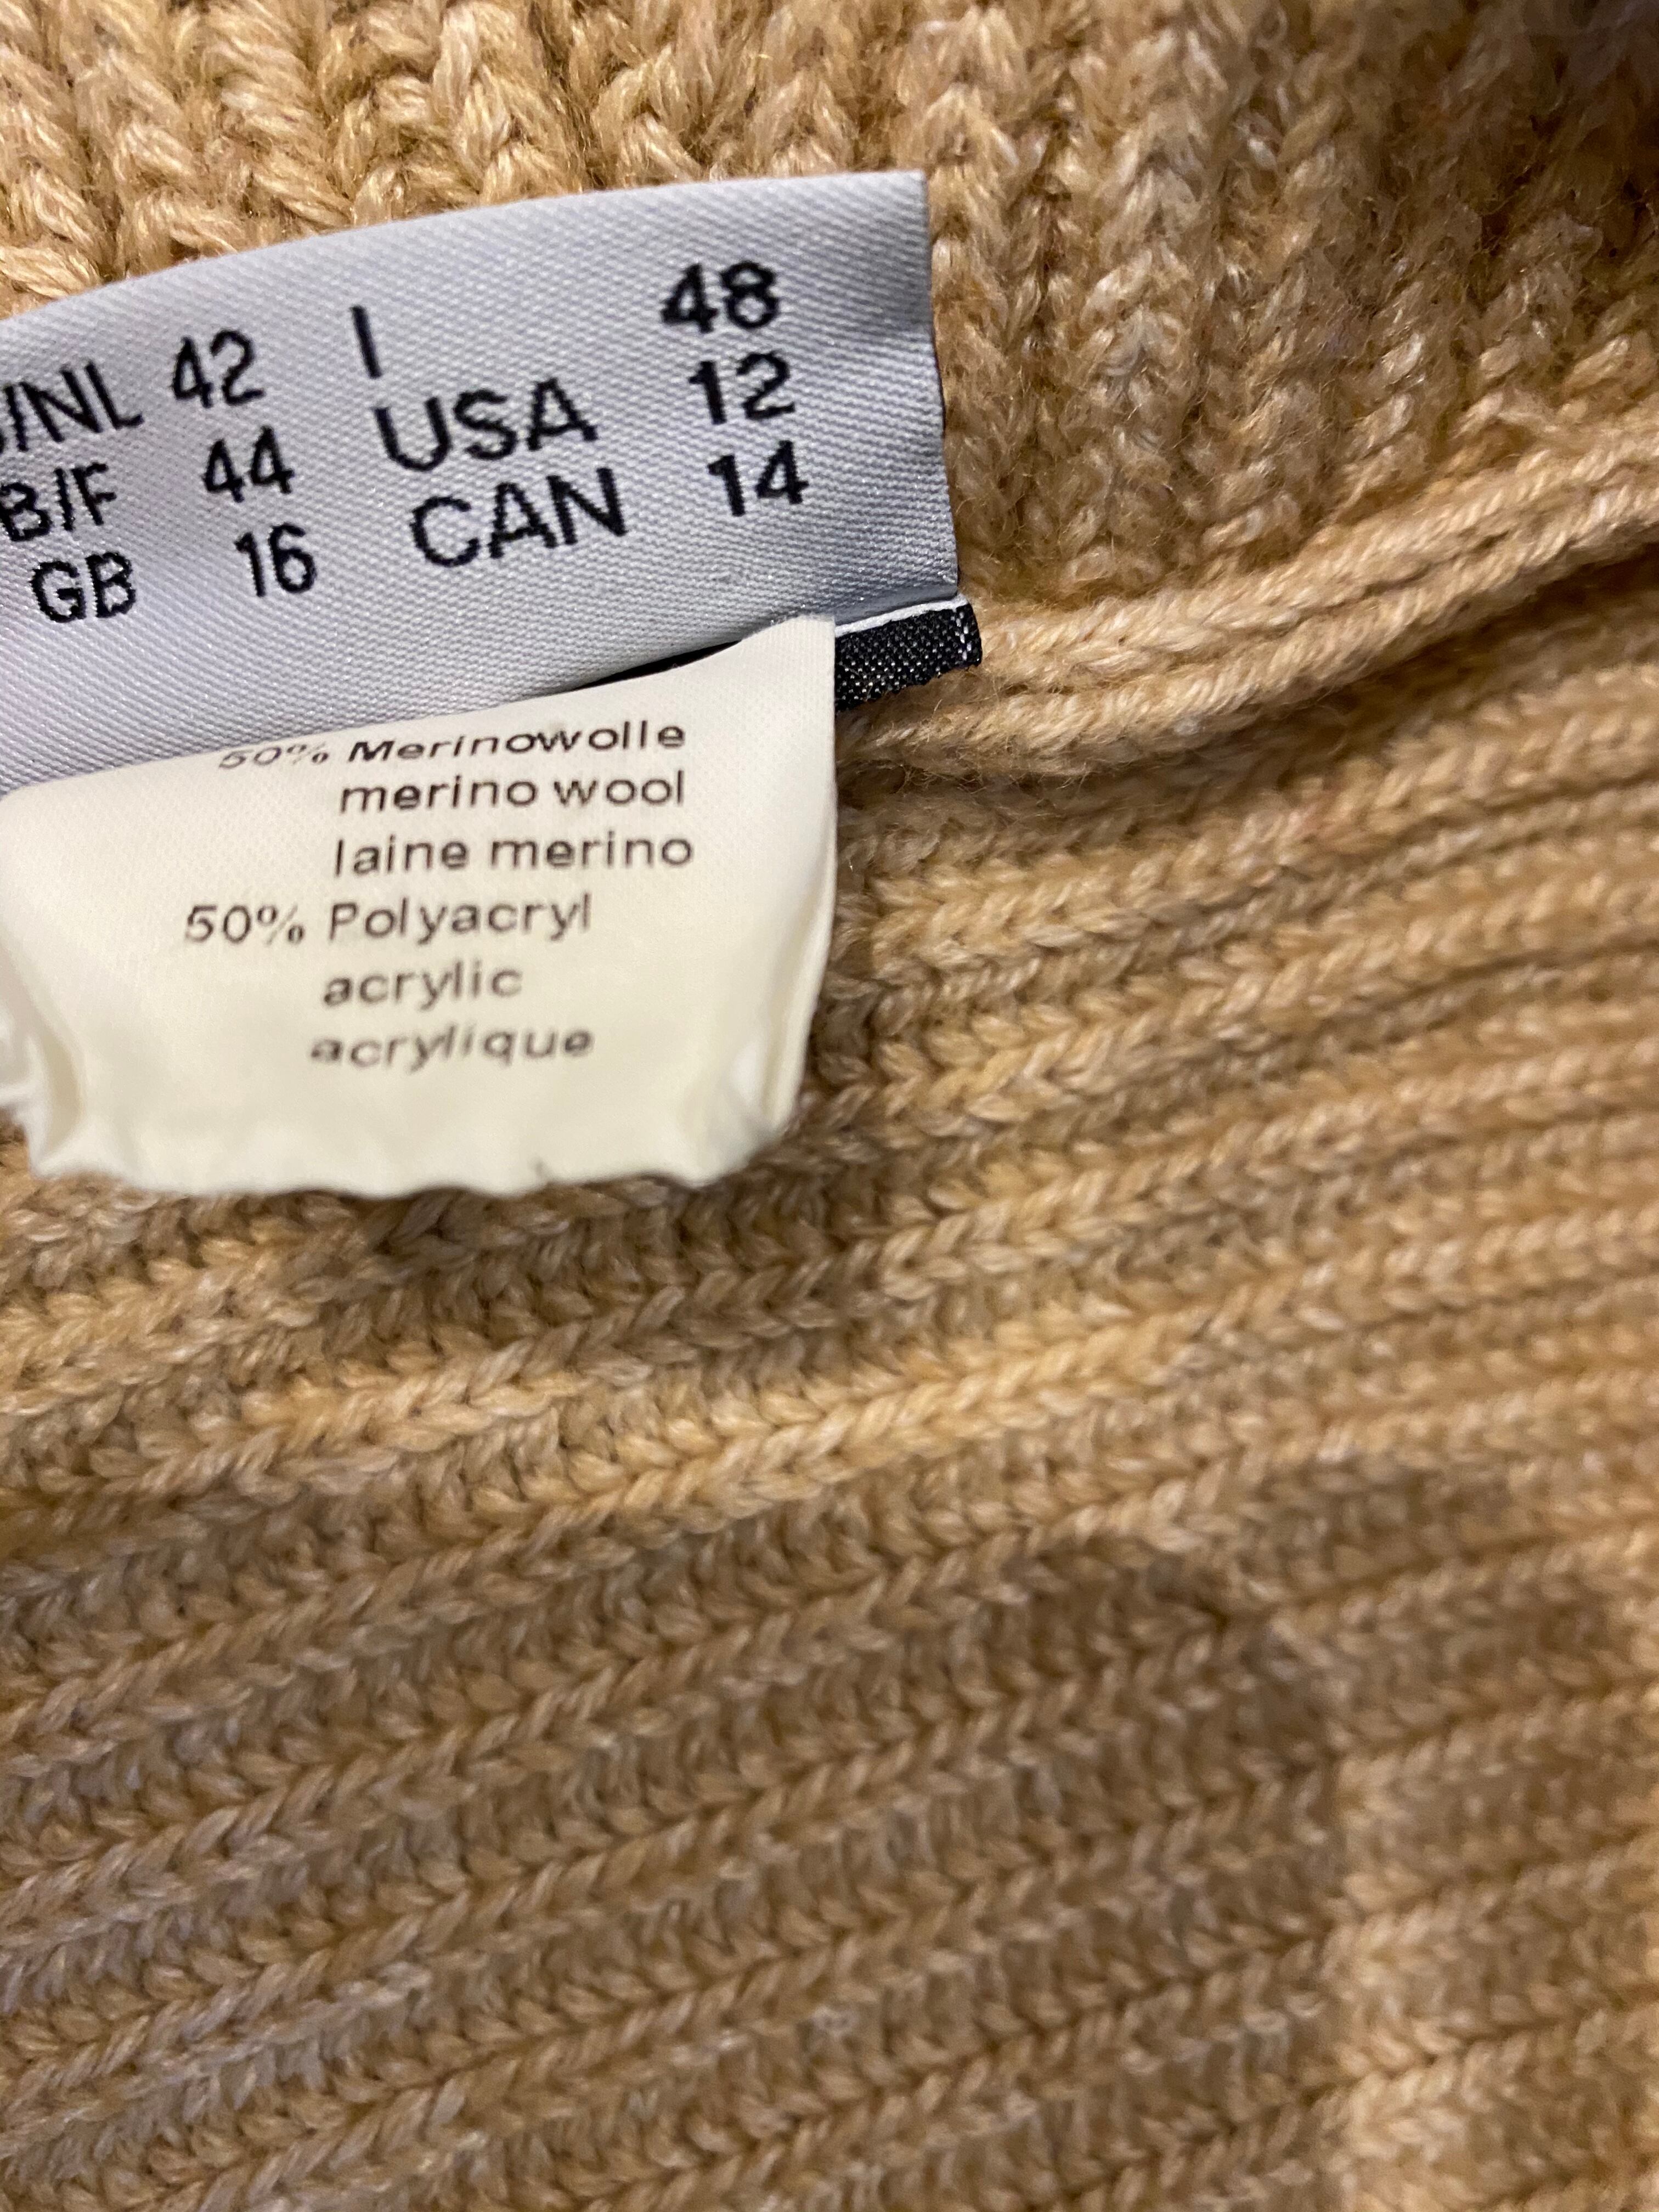 /NL 42 I 48
B/F 44 USA 12
GB 16 CAN 14
50% Merinowolle
merino wool
laine merino
50% Polyacryl
acrylic
acrylique